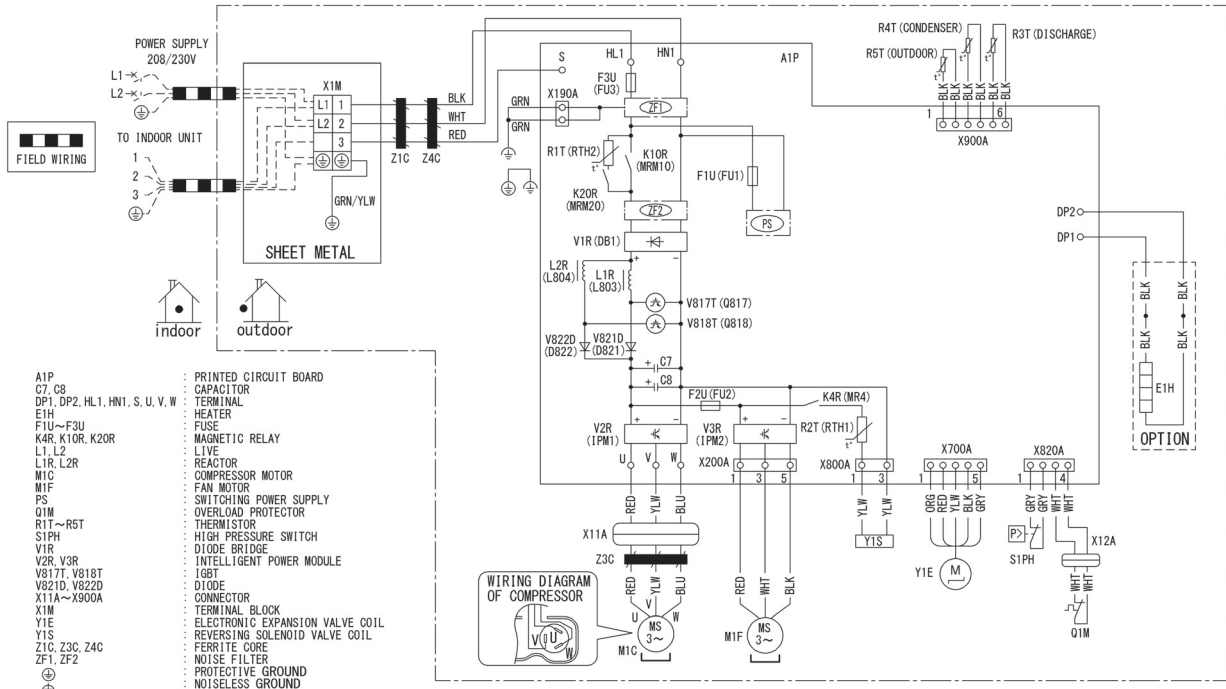 POWER SUPPLY
208/230V
L1
L2
TO INDOOR UNIT
1
2
3
FIELD WIRING
X1M
L1 1
L2 2
3
GRN/YLW
SHEET METAL
Z1C Z4C
BLK
WHT
RED
indoor
outdoor
S
HL1
HN1
A1P
F3U
(FU3)
X190A
GRN
GRN
ZF1
R1T (RTH2)
t°
K10R
(MRM10)
K20R
(MRM20)
F1U (FU1)
ZF2
PS
V1R (DB1)
+ -
L2R
(L804)
L1R
(L803)
V817T (Q817)
V818T (Q818)
V822D
(D822)
V821D
(D821)
+ C7
+ C8
F2U (FU2)
K4R (MR4)
V2R
(IPM1)
+ -
V3R
(IPM2)
+ -
R2T (RTH1)
t°
U V W
X200A
1 3 5
X800A
1 3
X700A
1 5
X820A
1 4
R4T (CONDENSER)
R5T (OUTDOOR)
R3T (DISCHARGE)
t° t° t°
BLK BLK BLK BLK BLK BLK
1 6
X900A
DP2
DP1
BLK BLK
BLK BLK
E1H
OPTION
RED YLW BLU
X11A
Z3C
RED YLW BLU
U V W
MS
3~
M1C
WIRING DIAGRAM
OF COMPRESSOR
V U W
RED WHT BLK
MS
3~
M1F
YLW YLW
Y1S
ORG RED YLW BLK GRY
M
Y1E
GRY GRY WHT WHT
P>
S1PH
X12A
WHT WHT
Q1M
A1P : PRINTED CIRCUIT BOARD
C7, C8 : CAPACITOR
DP1, DP2, HL1, HN1, S, U, V, W : TERMINAL
E1H : HEATER
F1U~F3U : FUSE
K4R, K10R, K20R : MAGNETIC RELAY
L1, L2 : LIVE
L1R, L2R : REACTOR
M1C : COMPRESSOR MOTOR
M1F : FAN MOTOR
PS : SWITCHING POWER SUPPLY
Q1M : OVERLOAD PROTECTOR
R1T~R5T : THERMISTOR
S1PH : HIGH PRESSURE SWITCH
V1R : DIODE BRIDGE
V2R, V3R : INTELLIGENT POWER MODULE
V817T, V818T : IGBT
V821D, V822D : DIODE
X11A~X900A : CONNECTOR
X1M : TERMINAL BLOCK
Y1E : ELECTRONIC EXPANSION VALVE COIL
Y1S : REVERSING SOLENOID VALVE COIL
Z1C, Z3C, Z4C : FERRITE CORE
ZF1, ZF2 : NOISE FILTER
: PROTECTIVE GROUND
: NOISELESS GROUND